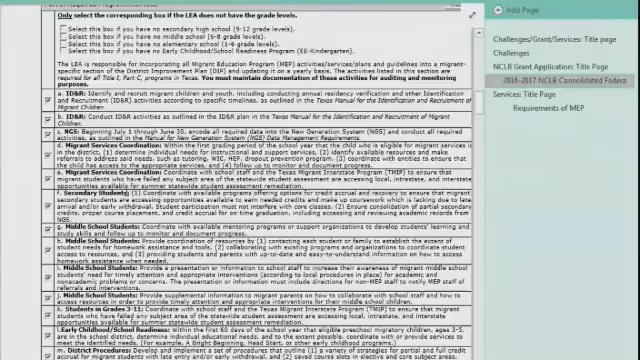 Only select the corresponding box if the LEA does not have the grade levels.
Select this box if you have no secondary high school (9-12 grade levels).
Select this box if you have no middle school (6-8 grade levels).
Select this box if you have no elementary school (1-6 grade levels).
Select this box if you have no Early Childhood/School Readiness Program (EE-Kindergarten).
The LEA is responsible for incorporating all Migrant Education Program (MEP) activities/services/plans and guidelines into a migrant-
specific section of the District Improvement Plan (DIP) and updating it on a yearly basis. The activities listed in this section are
required for all Title I, Part C, programs in Texas. You must maintain documentation of these activities for auditing and monitoring
purposes.
a. ID&R: Identify and recruit migrant children and youth, including conducting annual residency verification and other Identification
and Recruitment (ID&R) activities according to specific timelines, as outlined in the Texas Manual for the Identification and Recruitment of
Migrant Children.
b. ID&R: Conduct ID&R activities as outlined in the ID&R plan in the Texas Manual for the Identification and Recruitment of Migrant
Children.
c. NGS: Beginning July 1 through June 30, encode all required data into the New Generation System (NGS) and conduct all required
activities, as outlined in the Manual for New Generation System (NGS) Data Management Requirements.
d. Migrant Services Coordination: Within the first grading period of the school year that the child who is eligible for migrant services is
in the district, (1) determine individual needs for instructional and support services, (2) identify available resources and make
referrals to address said needs, such as tutoring, WIC, HEP, dropout prevention program, (3) coordinate with entities to ensure that
the child has access to the appropriate services, and (4) follow up to monitor and document progress.
e. Migrant Services Coordination: Coordinate with school staff and the Texas Migrant Interstate Program (TMIP) to ensure that
migrant students who have failed any subject area of the statewide student assessment are accessing local, intrastate, and interstate
opportunities available for summer statewide student assessment remediation.
f. Secondary Students: (1) Coordinate with available programs offering options for credit accrual and recovery to ensure that migrant
secondary students are accessing opportunities available to earn needed credits and make up coursework which is lacking due to late
arrival and/or early withdrawal. Student participation must not interfere with core classes. (2) Ensure consolidation of partial secondary
credits, proper course placement, and credit accrual for on-time graduation, including accessing and reviewing academic records from
NGS.
g. Middle School Students: Coordinate with available mentoring programs or support organizations to develop students' learning and
study skills and follow up to monitor and document progress.
h. Middle School Students: Provide coordination of resources by (1) contacting each student or family to establish the extent of
student needs for homework assistance and tools, (2) collaborating with existing programs and organizations to coordinate student
access to resources, and (3) providing students and parents with up-to-date and easy-to-understand information on how to access
homework assistance when needed.
i. Middle School Students: Provide a presentation or information to school staff to increase their awareness of migrant middle school
students' need for timely attention and appropriate interventions (according to local procedures in place) for academic and
nonacademic problems or concerns. The presentation or information must include directions for non-MEP staff to notify MEP staff of
referrals and interventions.
j. Middle School Students: Provide supplemental information to migrant parents on how to collaborate with school staff and how to
access resources in order to provide timely and appropriate interventions for their middle school children.
k. Students in Grades 3-11: Coordinate with school staff and the Texas Migrant Interstate Program (TMIP) to ensure that migrant
students who have failed any subject area of the statewide student assessment are accessing local, intrastate, and interstate
opportunities available for summer statewide student assessment remediation.
l. Early Childhood/School Readiness: Within the first 60 days of the school year that eligible preschool migratory children, ages 3-5,
are in the school district, determine individual educational needs, and to the extent possible, coordinate with or provide services to
meet the identified needs. (For example, A Bright Beginning, Head Start, or other early childhood programs).
m. District Procedures: Develop and implement a set of procedures that outline (1) a variety of strategies for partial and full credit
accrual for migrant students with late entry and/or early withdrawal; and (2) saved course slots in elective and core subject areas
Add Page
Challenges/Grant/Service: Title page
Challenges
NCLB Grant Application: Title Page
2016-2017 NCLB Consolidated Federa
Services: Title Page
Requirements of MEP